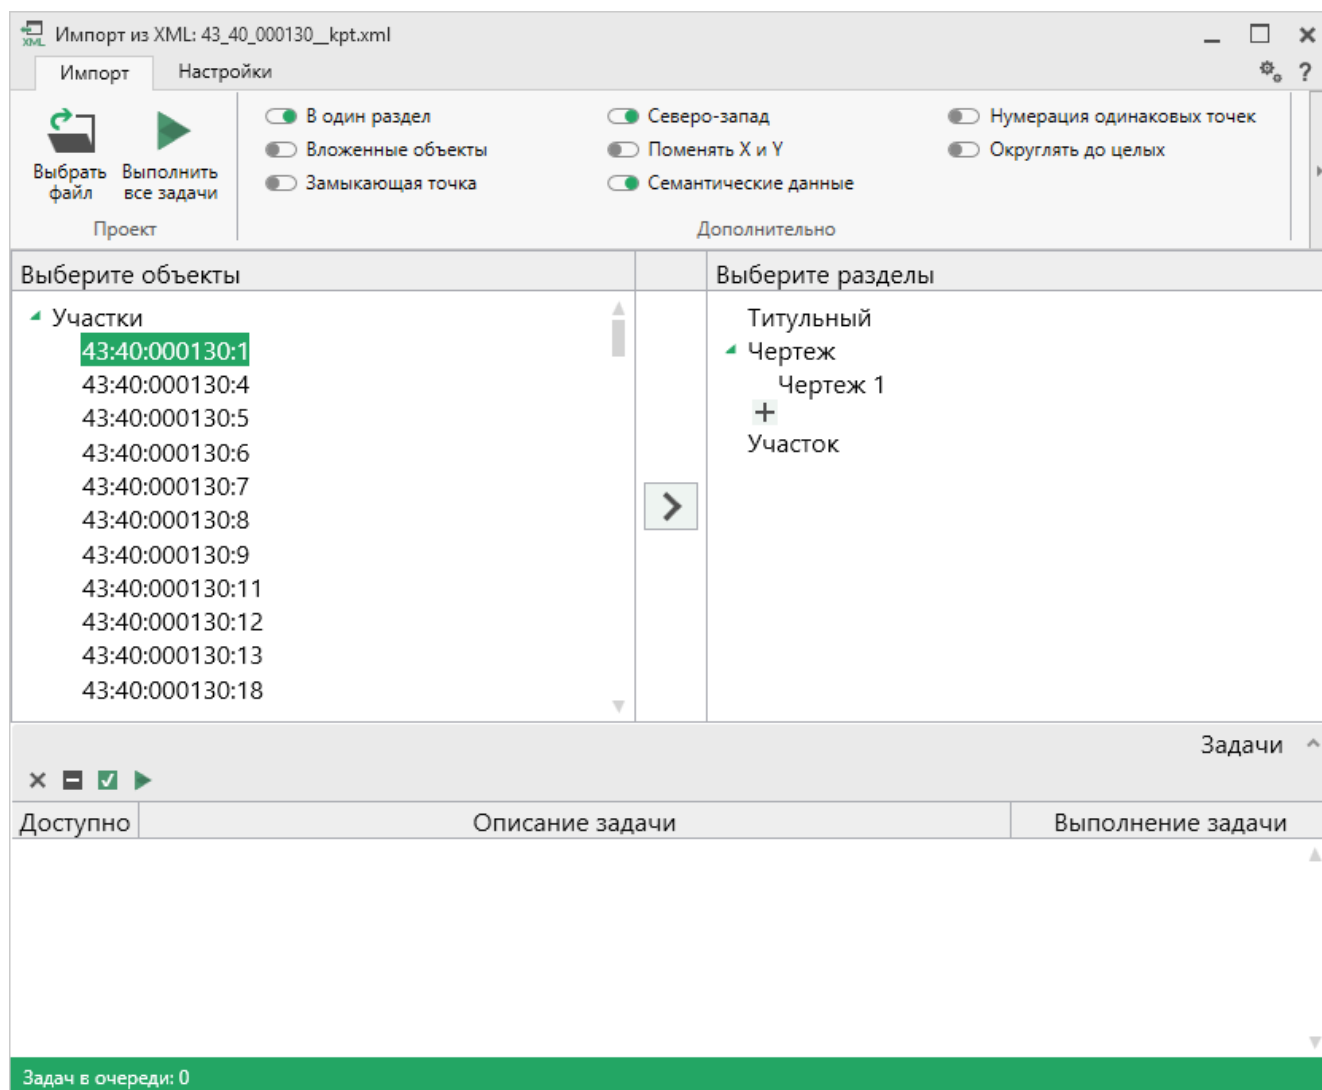 XML Импорт из XML: 43_40_000130__kpt.xml
Импорт Настройки ?
В один раздел Северо-запад Нумерация одинаковых точек
Вложенные объекты Поменять X и Y Округлять до целых
Выбрать Выполнить
файл все задачи
Замыкающая точка Семантические данные
Проект Дополнительно
Выберите объекты Выберите разделы
Участки
43:40:000130:1
43:40:000130:4
43:40:000130:5
43:40:000130:6
43:40:000130:7
43:40:000130:8
43:40:000130:9
43:40:000130:11
43:40:000130:12
43:40:000130:13
43:40:000130:18
Титульный
Чертеж
Чертеж 1
Участок
Задачи
Доступно Описание задачи Выполнение задачи
Задач в очереди: 0